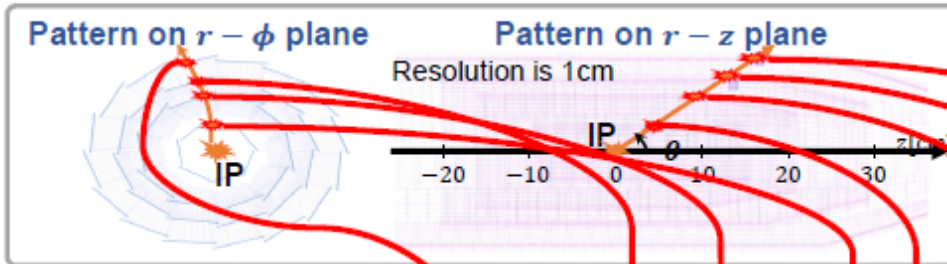 Pattern on r − ϕ plane
Pattern on r − z plane
Resolution is 1cm
IP
IP
θ
−20 −10 0 10 20 30